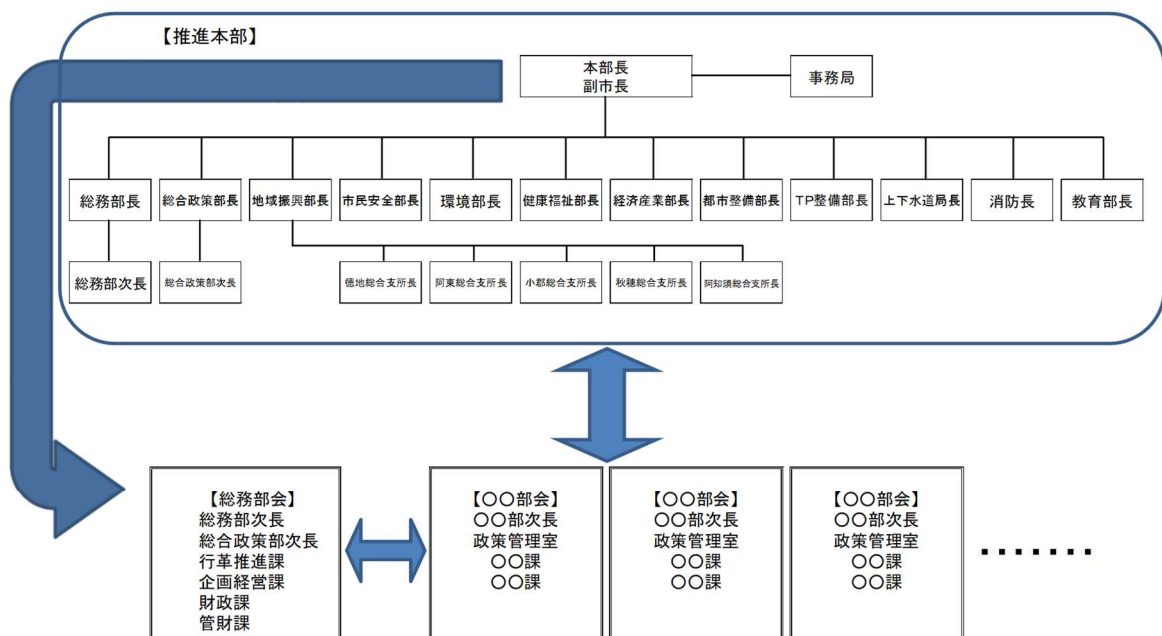 【推進本部】
本部長
副市長
事務局
総務部長
総合政策部長
地域振興部長
市民安全部長
環境部長
健康福祉部長
経済産業部長
都市整備部長
TP整備部長
上下水道局長
消防長
教育部長
総務部次長
総合政策部次長
徳地総合支所長
阿東総合支所長
小郡総合支所長
秋穂総合支所長
阿知須総合支所長
【総務部会】
総務部次長
総合政策部次長
行革推進課
企画経営課
財政課
管財課
【〇〇部会】
〇〇部次長
政策管理室
〇〇課
〇〇課
【〇〇部会】
〇〇部次長
政策管理室
〇〇課
〇〇課
【〇〇部会】
〇〇部次長
政策管理室
〇〇課
〇〇課
・・・・・・・